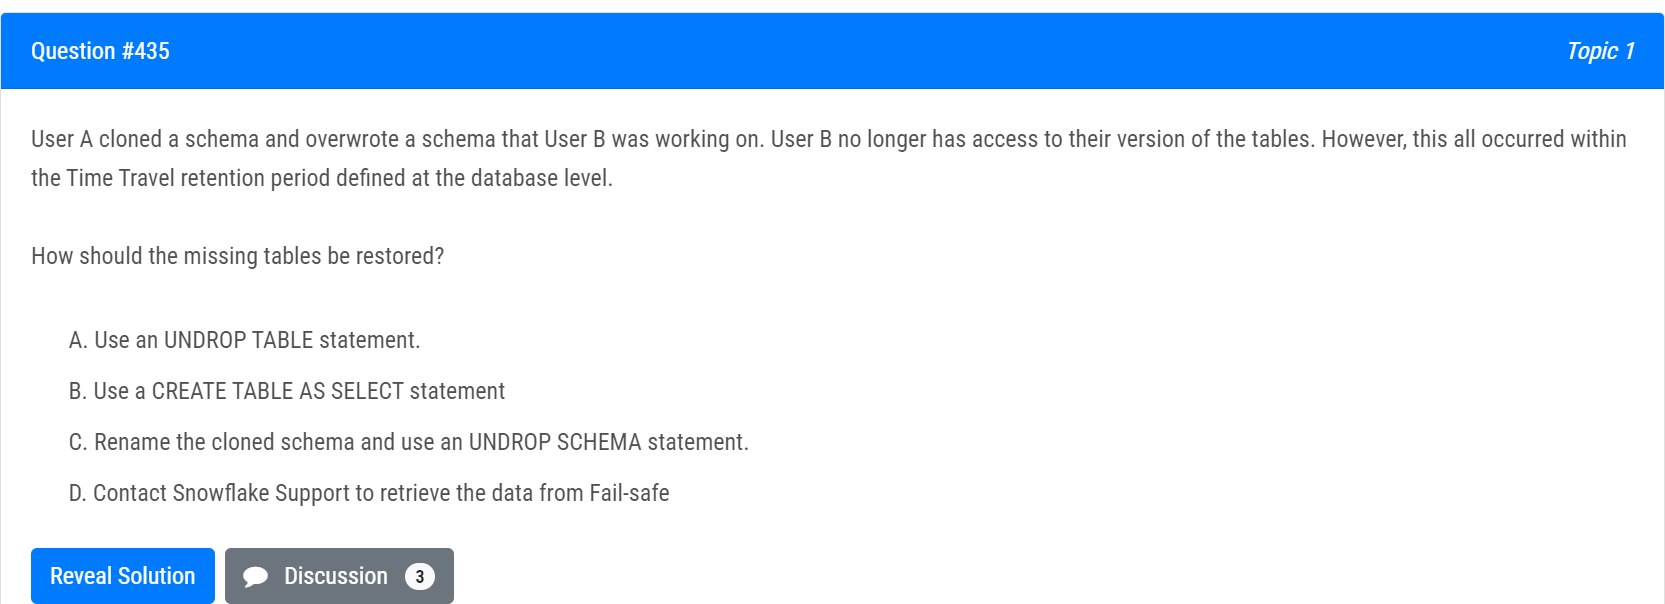 Question #435
Topic 1
User A cloned a schema and overwrote a schema that User B was working on. User B no longer has access to their version of the tables. However, this all occurred within
the Time Travel retention period defined at the database level.
How should the missing tables be restored?
A. Use an UNDROP TABLE statement.
B. Use a CREATE TABLE AS SELECT statement
C. Rename the cloned schema and use an UNDROP SCHEMA statement.
D. Contact Snowflake Support to retrieve the data from Fail-safe
Reveal Solution
Discussion 3